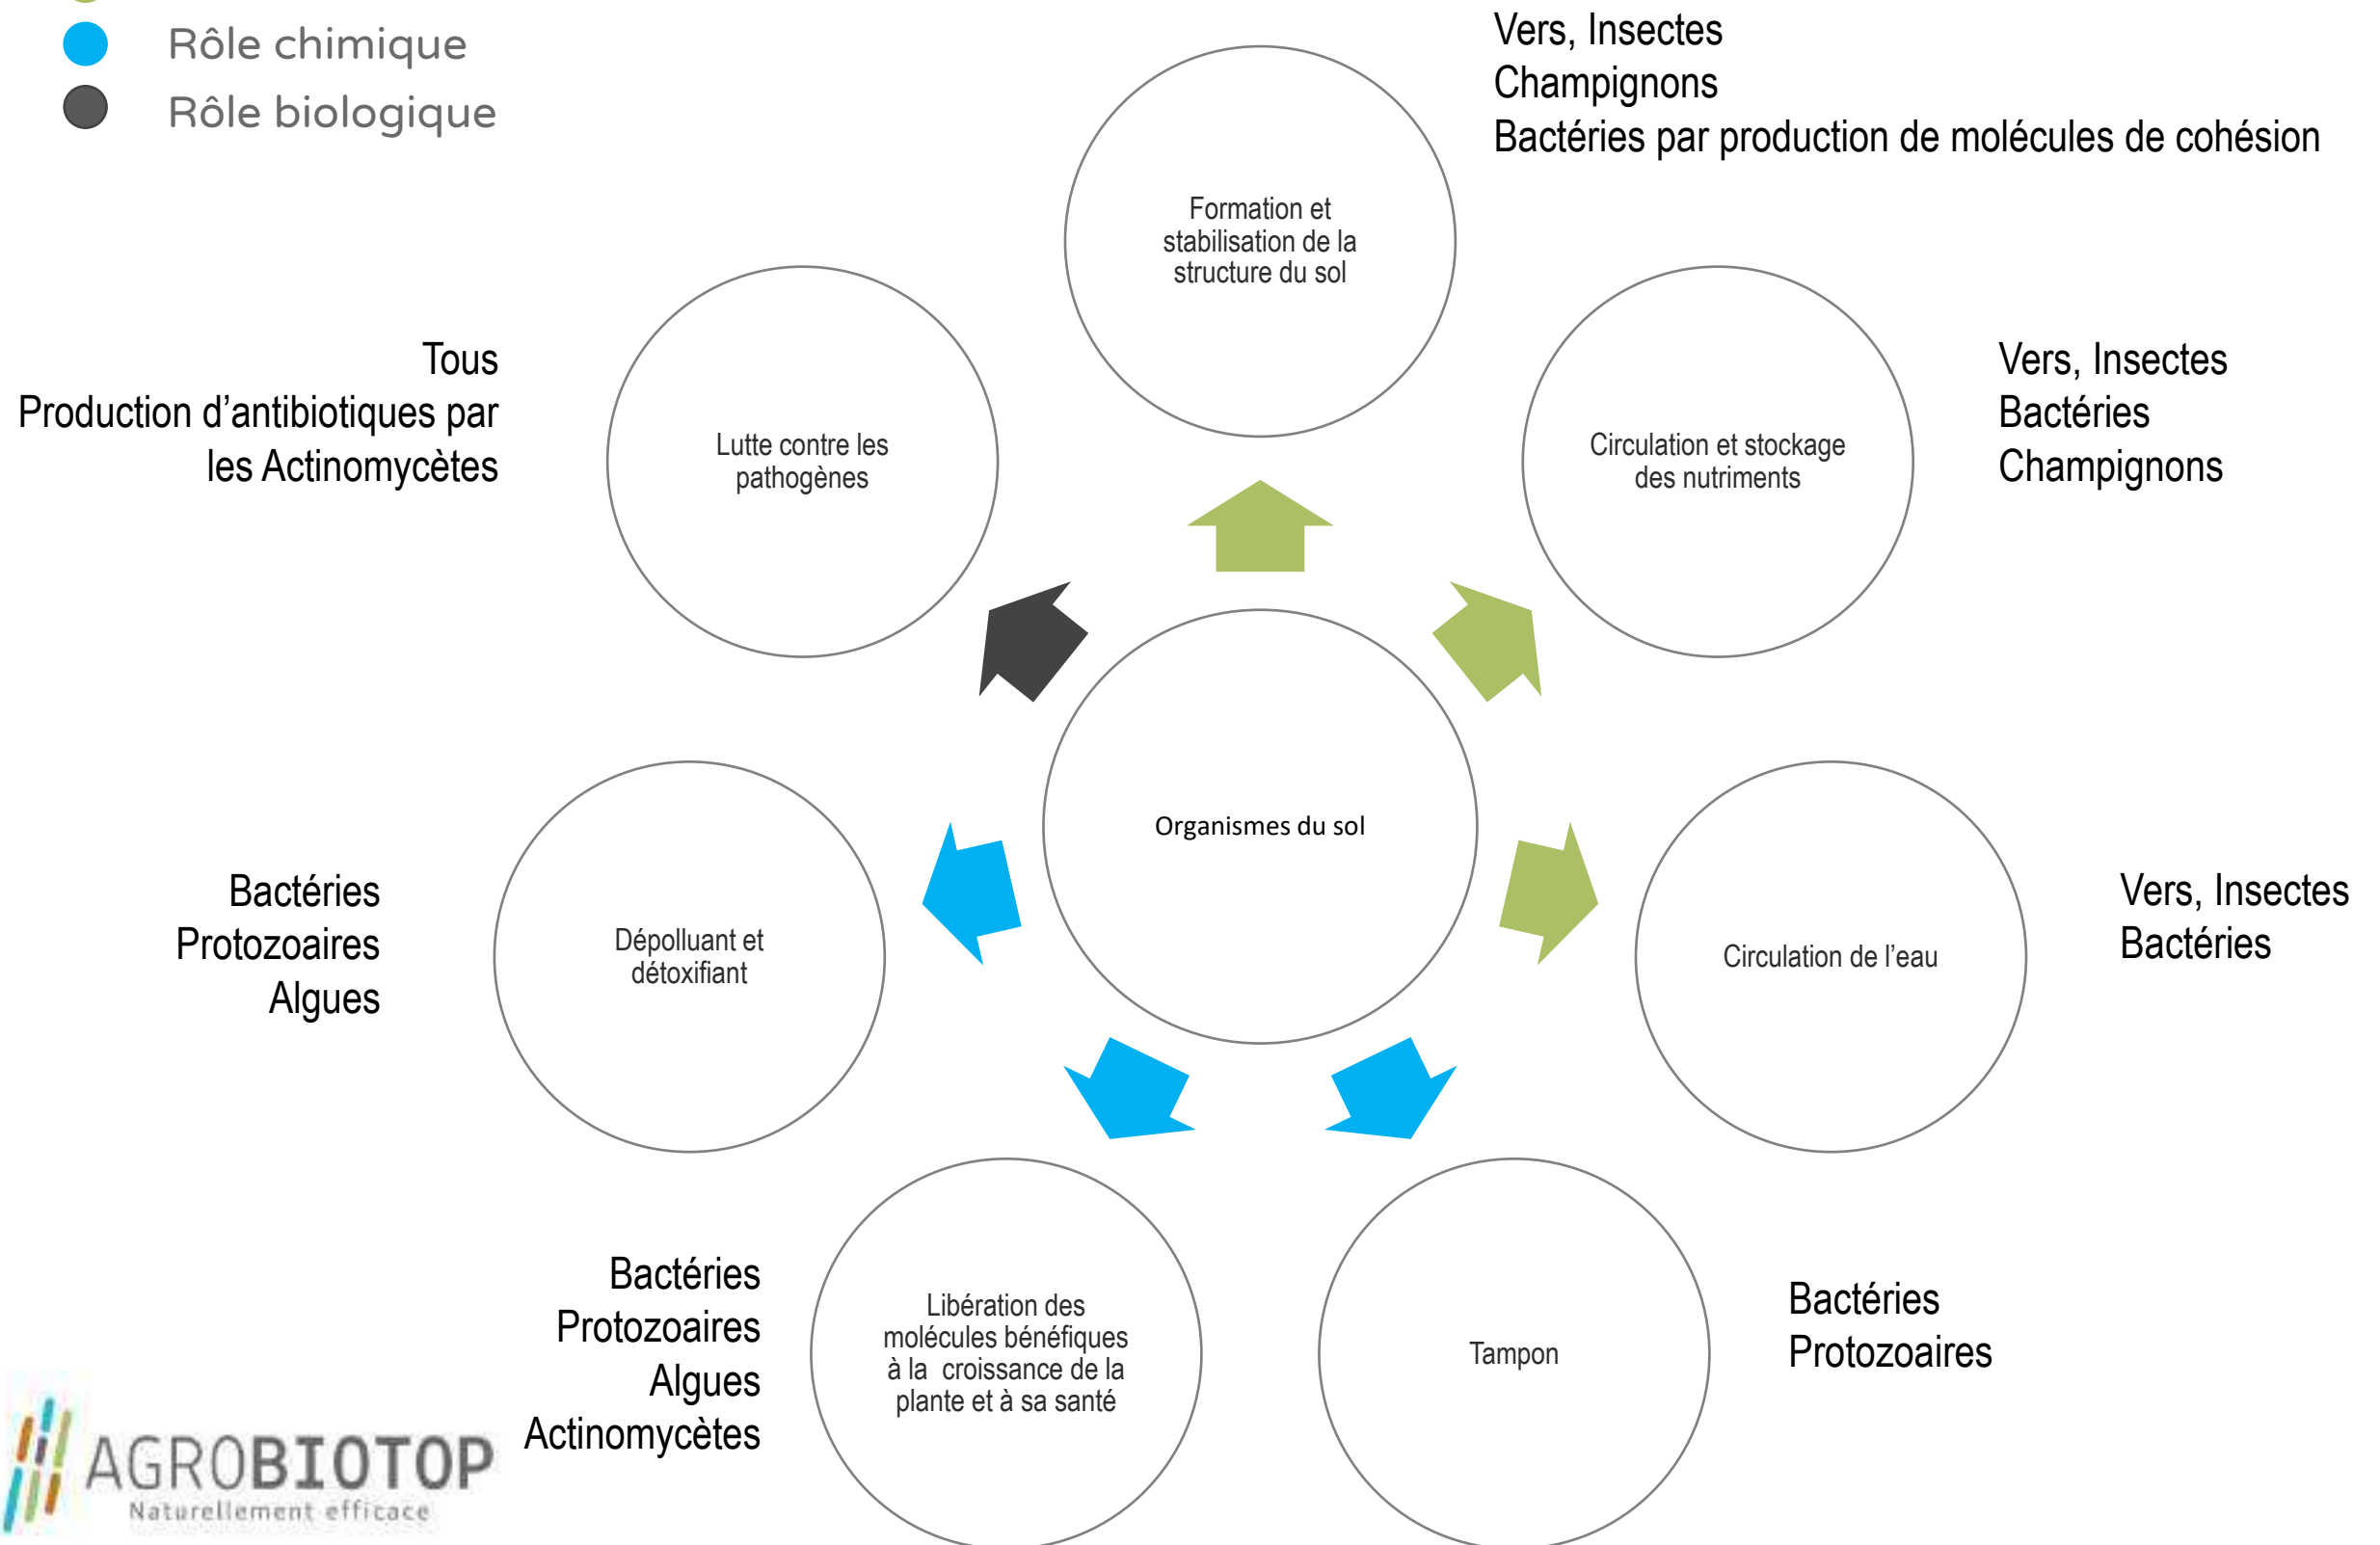 Rôle chimique
Rôle biologique
Vers, Insectes
Champignons
Bactéries par production de molécules de cohésion
Formation et
stabilisation de la
structure du sol
Tous
Production d’antibiotiques par
les Actinomycètes
Lutte contre les
pathogènes
Circulation et stockage
des nutriments
Vers, Insectes
Bactéries
Champignons
Organismes du sol
Bactéries
Protozoaires
Algues
Dépolluant et
détoxifiant
Circulation de l’eau
Vers, Insectes
Bactéries
Bactéries
Protozoaires
Algues
Actinomycètes
Libération des
molécules bénéfiques
à la croissance de la
plante et à sa santé
Tampon
Bactéries
Protozoaires
AGROBIOTOP
Naturellement efficace